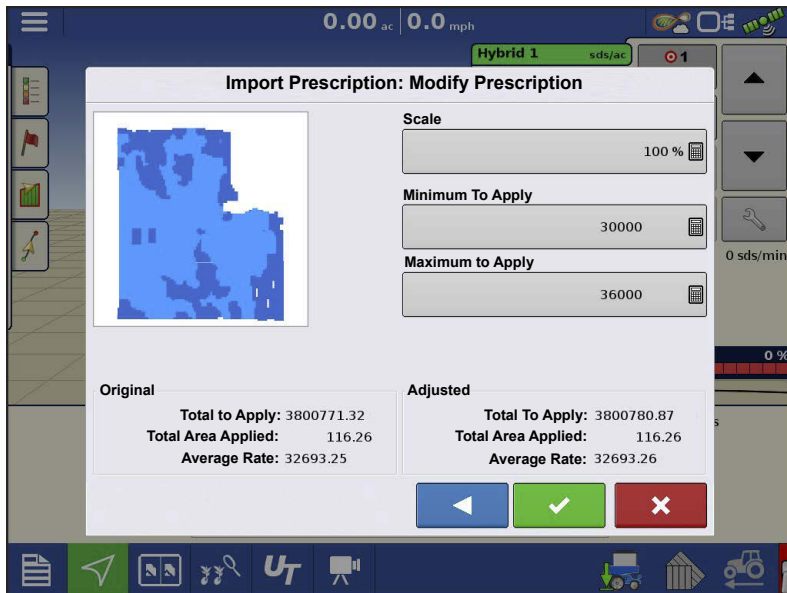 0.00 ac 0.0 mph
Hybrid 1 sds/ac 1
Import Prescription: Modify Prescription
Scale
100 %
Minimum To Apply
30000
Maximum to Apply
36000
0 sds/min
0 %
Original
Total to Apply: 3800771.32
Total Area Applied: 116.26
Average Rate: 32693.25
Adjusted
Total To Apply: 3800780.87
Total Area Applied: 116.26
Average Rate: 32693.26
s
UT